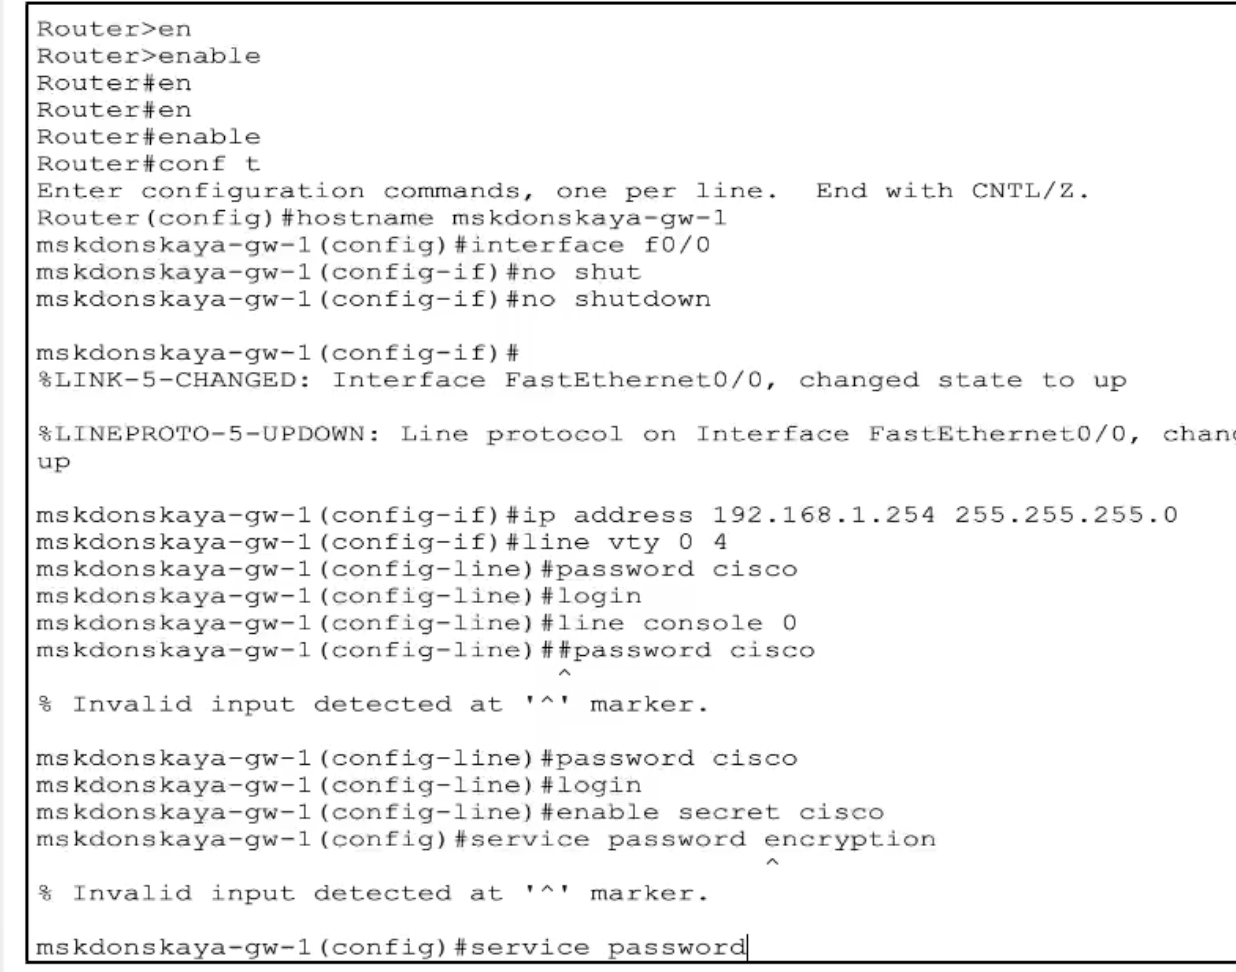 Router>en
Router>enable
Router#en
Router#en
Router#enable
Router#conf t
Enter configuration commands, one per line.  End with CNTL/Z.
Router(config)#hostname mskdonskaya-gw-1
mskdonskaya-gw-1(config)#interface f0/0
mskdonskaya-gw-1(config-if)#no shut
mskdonskaya-gw-1(config-if)#no shutdown
mskdonskaya-gw-1(config-if)#
%LINK-5-CHANGED: Interface FastEthernet0/0, changed state to up
%LINEPROTO-5-UPDOWN: Line protocol on Interface FastEthernet0/0, chang
up
mskdonskaya-gw-1(config-if)#ip address 192.168.1.254 255.255.255.0
mskdonskaya-gw-1(config-if)#line vty 0 4
mskdonskaya-gw-1(config-line)#password cisco
mskdonskaya-gw-1(config-line)#login
mskdonskaya-gw-1(config-line)#line console 0
mskdonskaya-gw-1(config-line)##password cisco
^
% Invalid input detected at '^' marker.
mskdonskaya-gw-1(config-line)#password cisco
mskdonskaya-gw-1(config-line)#login
mskdonskaya-gw-1(config-line)#enable secret cisco
mskdonskaya-gw-1(config)#service password encryption
^
% Invalid input detected at '^' marker.
mskdonskaya-gw-1(config)#service password